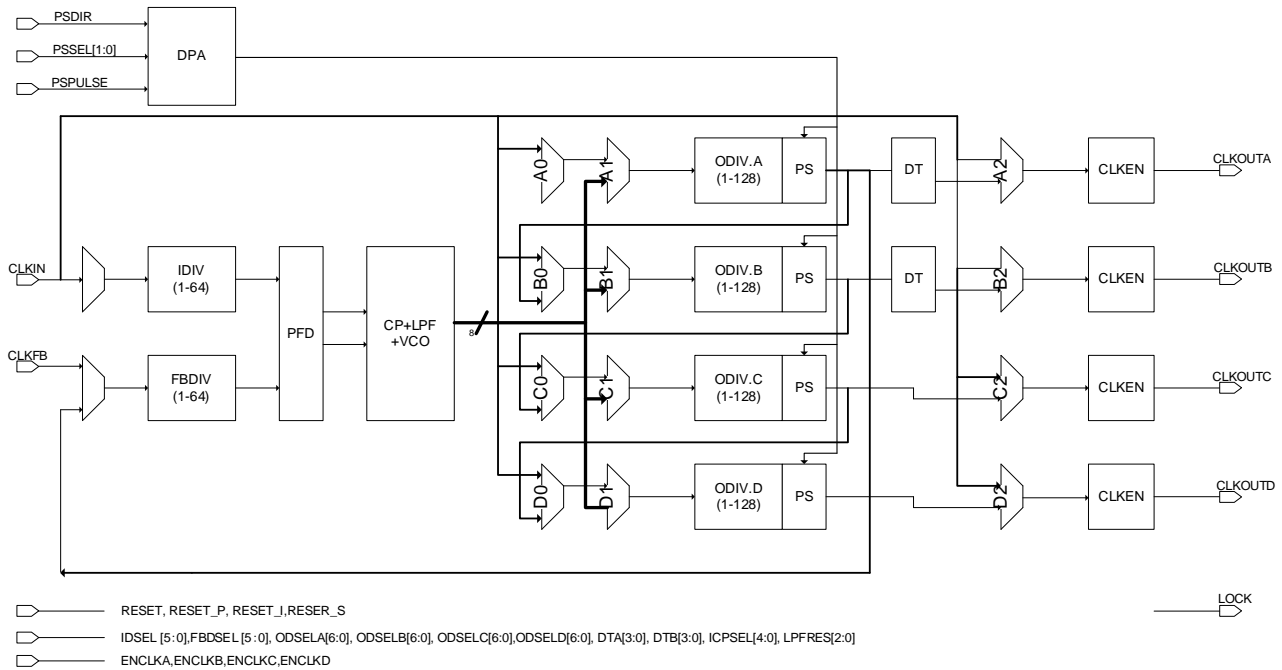 PSDIR
PSSEL[1:0]
PSPULSE
DPA
A0
A1
ODIV.A
(1-128)
PS
DT
A2
CLKEN
CLKOUTA
CLKIN
IDIV
(1-64)
B0
B1
ODIV.B
(1-128)
PS
DT
B2
CLKEN
CLKOUTB
PFD
CP+LPF
+VCO
8
CLKFB
FBDIV
(1-64)
C0
C1
ODIV.C
(1-128)
PS
C2
CLKEN
CLKOUTC
D0
D1
ODIV.D
(1-128)
PS
D2
CLKEN
CLKOUTD
RESET, RESET_P, RESET_I,RESER_S
LOCK
IDSEL [5:0],FBDSEL [5:0], ODSELA[6:0], ODSELB[6:0], ODSELC[6:0],ODSELD[6:0], DTA[3:0], DTB[3:0], ICPSEL[4:0], LPFRES[2:0]
ENCLKA,ENCLKB,ENCLKC,ENCLKD